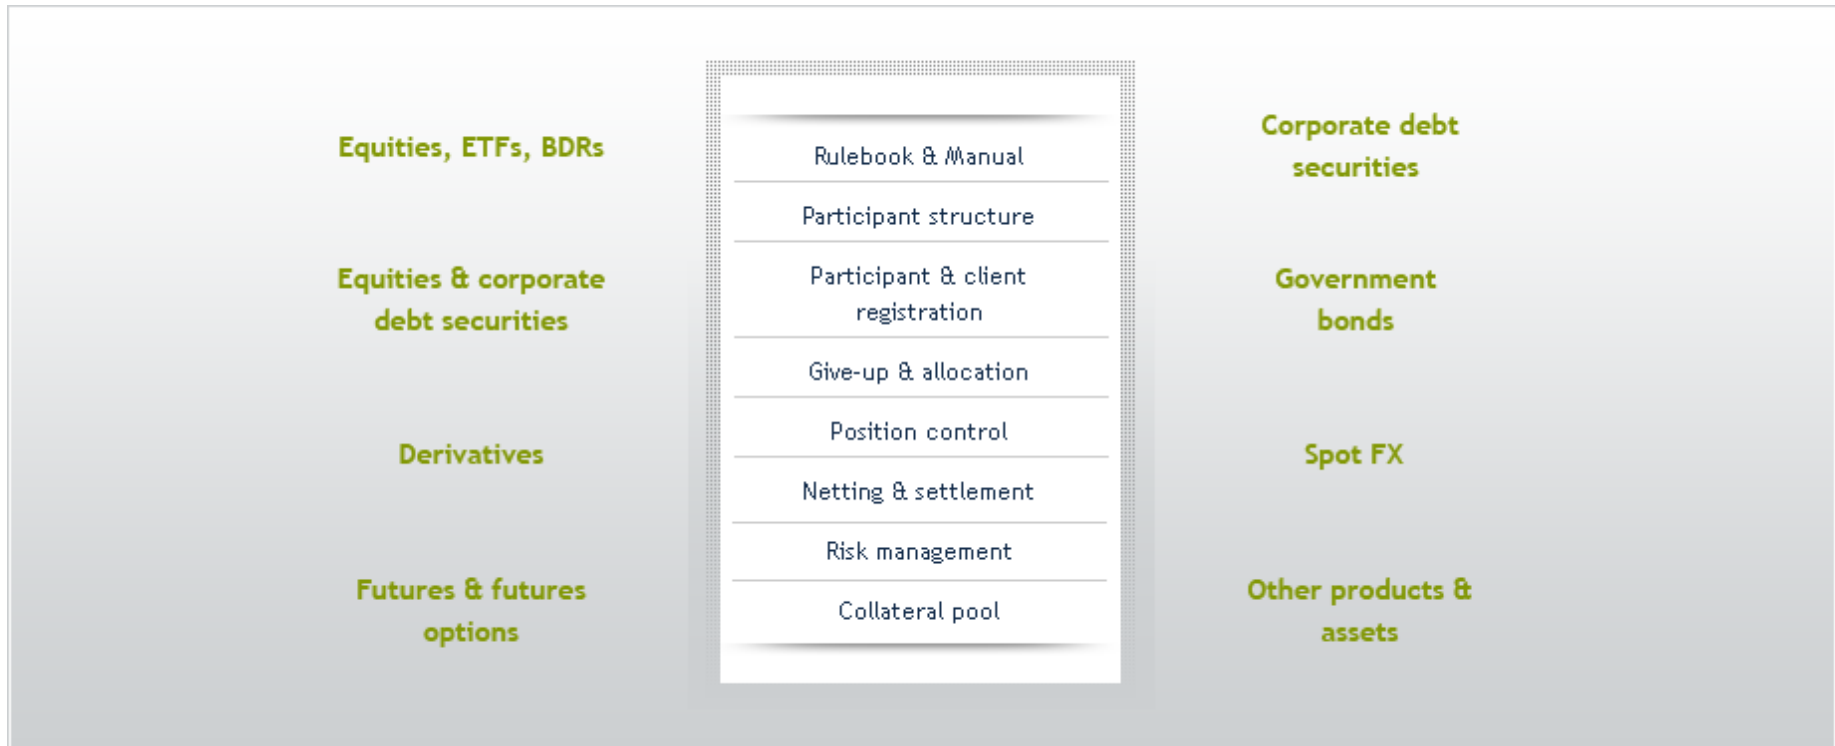 Equities, ETFs, BDRs
Equities & corporate
debt securities
Derivatives
Futures & futures
options
Rulebook & Manual
Participant structure
Participant & client
registration
Give-up & allocation
Position control
Netting & settlement
Risk management
Collateral pool
Corporate debt
securities
Government
bonds
Spot FX
Other products &
assets